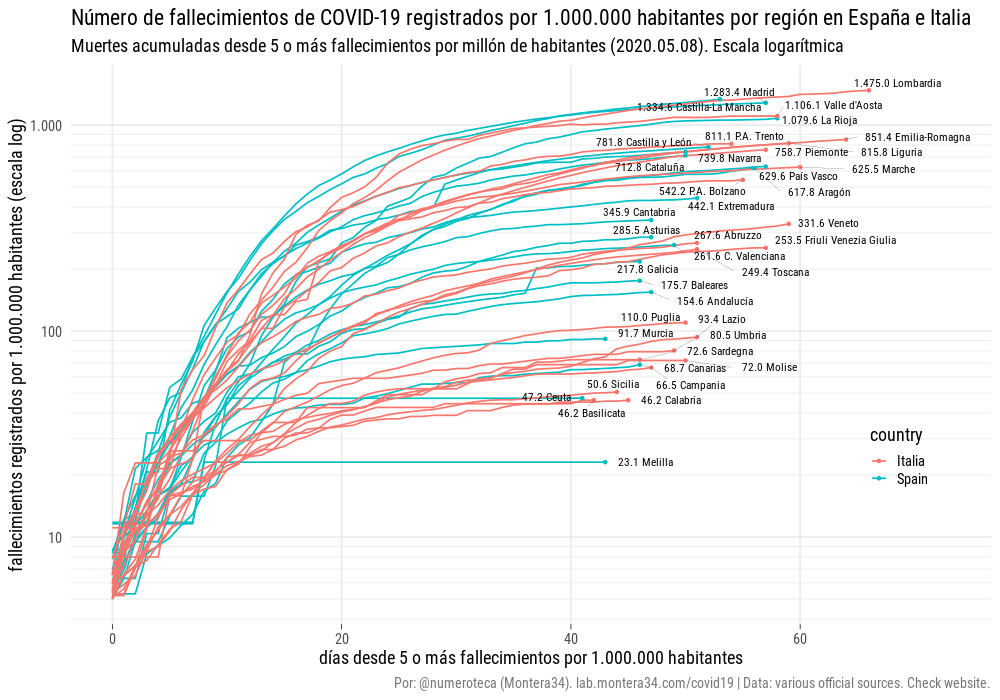 Número de fallecimientos de COVID-19 registrados por 1.000.000 habitantes por región en España e Italia
Muertes acumuladas desde 5 o más fallecimientos por millón de habitantes (2020.05.08). Escala logarítmica
fallecimientos registrados por 1.000.000 habitantes (escala log)
1.000
100
10
1.475.0 Lombardia
1.283.4 Madrid
1.334.6 Castilla-La Mancha
1.106.1 Valle d'Aosta
1.079.6 La Rioja
811.1 P.A. Trento
851.4 Emilia-Romagna
781.8 Castilla y León
739.8 Navarra
758.7 Piemonte
815.8 Liguria
712.8 Cataluña
629.6 País Vasco
625.5 Marche
542.2 P.A. Bolzano
617.8 Aragón
442.1 Extremadura
345.9 Cantabria
331.6 Veneto
285.5 Asturias
267.6 Abruzzo
253.5 Friuli Venezia Giulia
261.6 C. Valenciana
217.8 Galicia
249.4 Toscana
175.7 Baleares
154.6 Andalucía
110.0 Puglia
93.4 Lazio
91.7 Murcia
80.5 Umbria
72.6 Sardegna
68.7 Canarias
72.0 Molise
50.6 Sicilia
66.5 Campania
47.2 Ceuta
46.2 Calabria
46.2 Basilicata
23.1 Melilla
country
Italia
Spain
0
20
40
60
días desde 5 o más fallecimientos por 1.000.000 habitantes
Por: @numeroteca (Montera34). lab.montera34.com/covid19 | Data: various official sources. Check website.